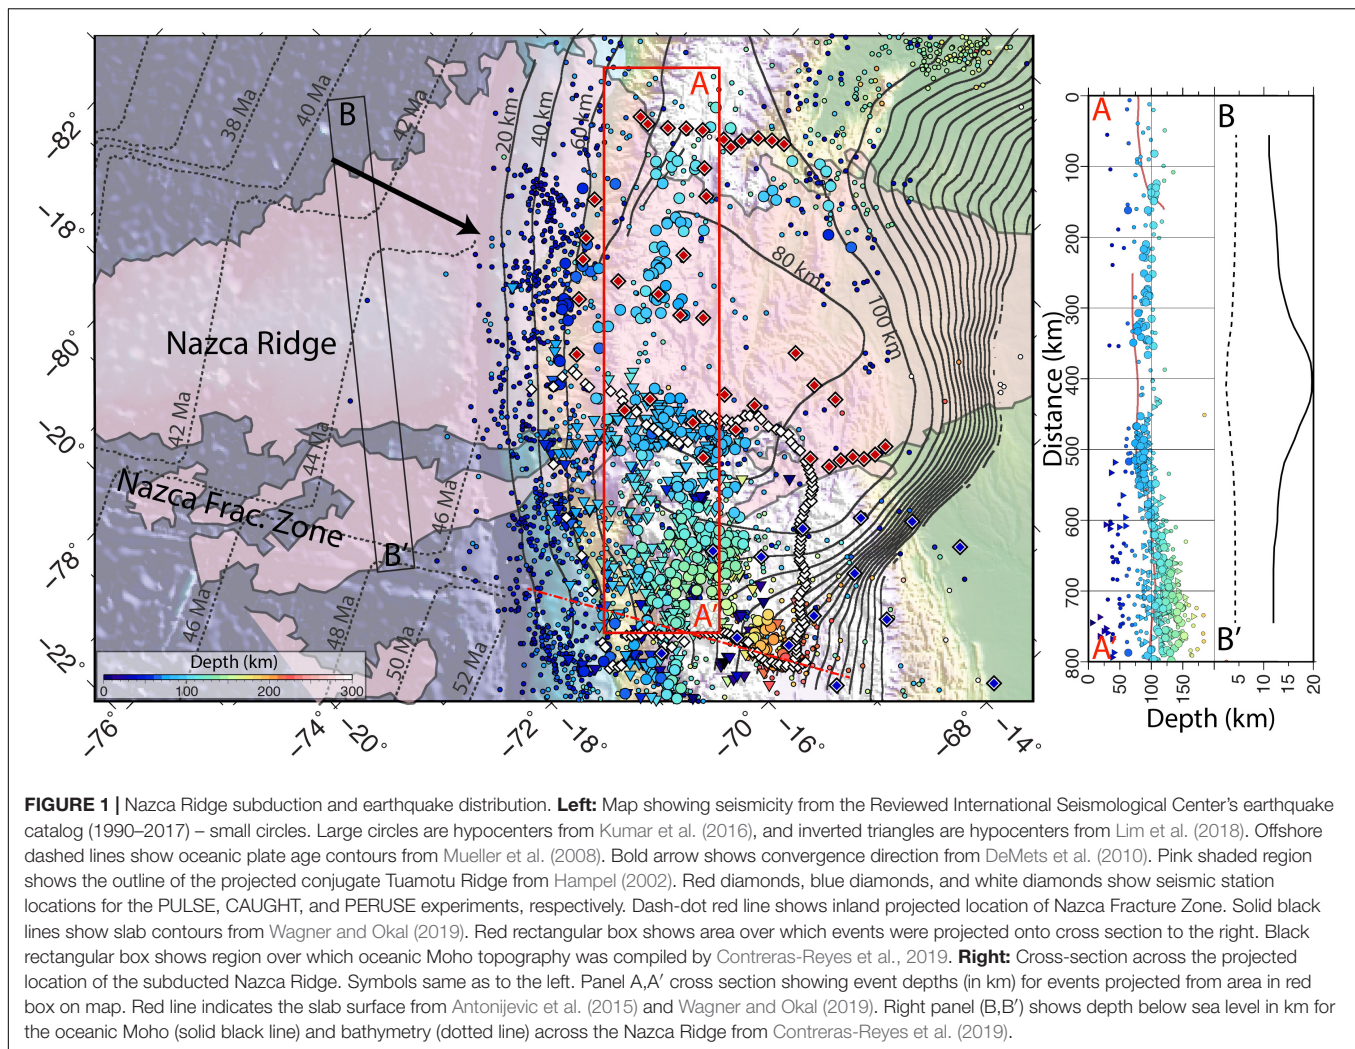 A
B
38 Ma
40 Ma
42 Ma
20 km
40 km
60 km
80 km
100 km
Nazca Ridge
42 Ma
44 Ma
46 Ma
Nazca Frac. Zone
B'
A'
46 Ma
48 Ma
50 Ma
52 Ma
Depth (km)
0 100 200 300
−82°
−18°
−80°
−20°
−78°
−22°
−76° −74° −20° −72° −18° −70° −16° −68° −14°
A
B
0
100
200
300
400
500
600
700
800
Distance (km)
A'
B'
0 50 100 150
5 10 15 20
Depth (km)
FIGURE 1 | Nazca Ridge subduction and earthquake distribution. Left: Map showing seismicity from the Reviewed International Seismological Center's earthquake
catalog (1990–2017) – small circles. Large circles are hypocenters from Kumar et al. (2016), and inverted triangles are hypocenters from Lim et al. (2018). Offshore
dashed lines show oceanic plate age contours from Mueller et al. (2008). Bold arrow shows convergence direction from DeMets et al. (2010). Pink shaded region
shows the outline of the projected conjugate Tuamotu Ridge from Hampel (2002). Red diamonds, blue diamonds, and white diamonds show seismic station
locations for the PULSE, CAUGHT, and PERUSE experiments, respectively. Dash-dot red line shows inland projected location of Nazca Fracture Zone. Solid black
lines show slab contours from Wagner and Okal (2019). Red rectangular box shows area over which events were projected onto cross section to the right. Black
rectangular box shows region over which oceanic Moho topography was compiled by Contreras-Reyes et al., 2019. Right: Cross-section across the projected
location of the subducted Nazca Ridge. Symbols same as to the left. Panel A,A′ cross section showing event depths (in km) for events projected from area in red
box on map. Red line indicates the slab surface from Antonijevic et al. (2015) and Wagner and Okal (2019). Right panel (B,B′) shows depth below sea level in km for
the oceanic Moho (solid black line) and bathymetry (dotted line) across the Nazca Ridge from Contreras-Reyes et al. (2019).